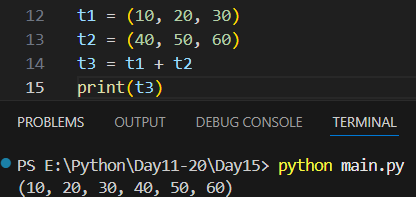 12 t1 = (10, 20, 30)
13 t2 = (40, 50, 60)
14 t3 = t1 + t2
15 print(t3)
PROBLEMS OUTPUT DEBUG CONSOLE TERMINAL
PS E:\Python\Day11-20\Day15> python main.py
(10, 20, 30, 40, 50, 60)